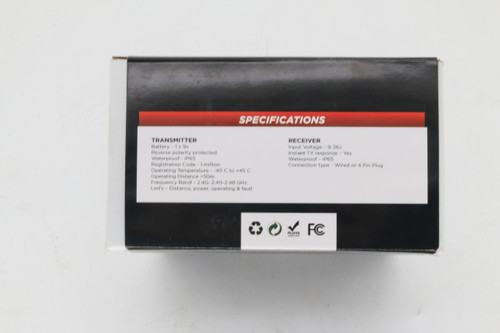 SPECIFICATIONS
TRANSMITTER
Battery - 1 x 9v
Reverse polarity protected
Waterproof - IP65
Registration Code - 1 million
Operating Temperature - -40 C to +45 C
Operating Distance >50m
Frequency Band - 2.4G: 2.40-2.48 GHz
Led's - Distance, power, operating & fault
RECEIVER
Input Voltage - 9-36v
Instant TX response - Yes
Waterproof - IP65
Connection type - Wired or 4 Pin Plug
FC